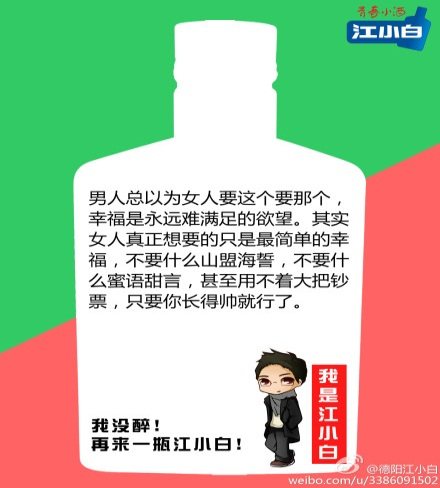 青春小酒
江小白
男人总以为女人要这个要那个，
幸福是永远难满足的欲望。其实
女人真正想要的只是最简单的幸
福，不要什么山盟海誓，不要什
么蜜语甜言，甚至用不着大把钞
票，只要你长得帅就行了。
我是江小白
我没醉！
再来一瓶江小白！
@德阳江小白
weibo.com/u/3386091502